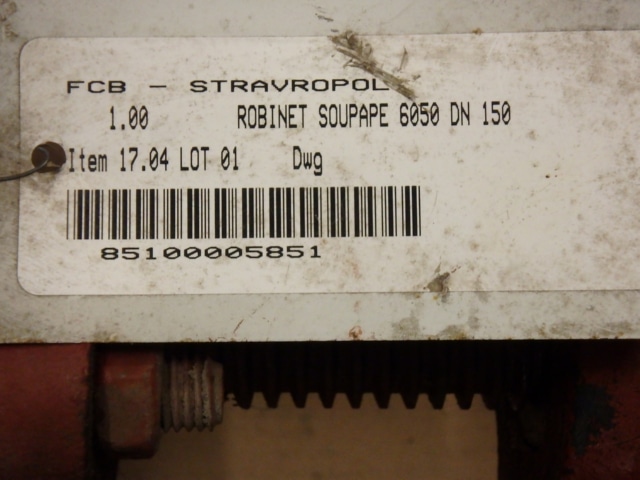 FCB - STRAVROPOL
1.00 ROBINET SOUPAPE 6050 DN 150
Item 17.04 LOT 01 Dwg
85100005851